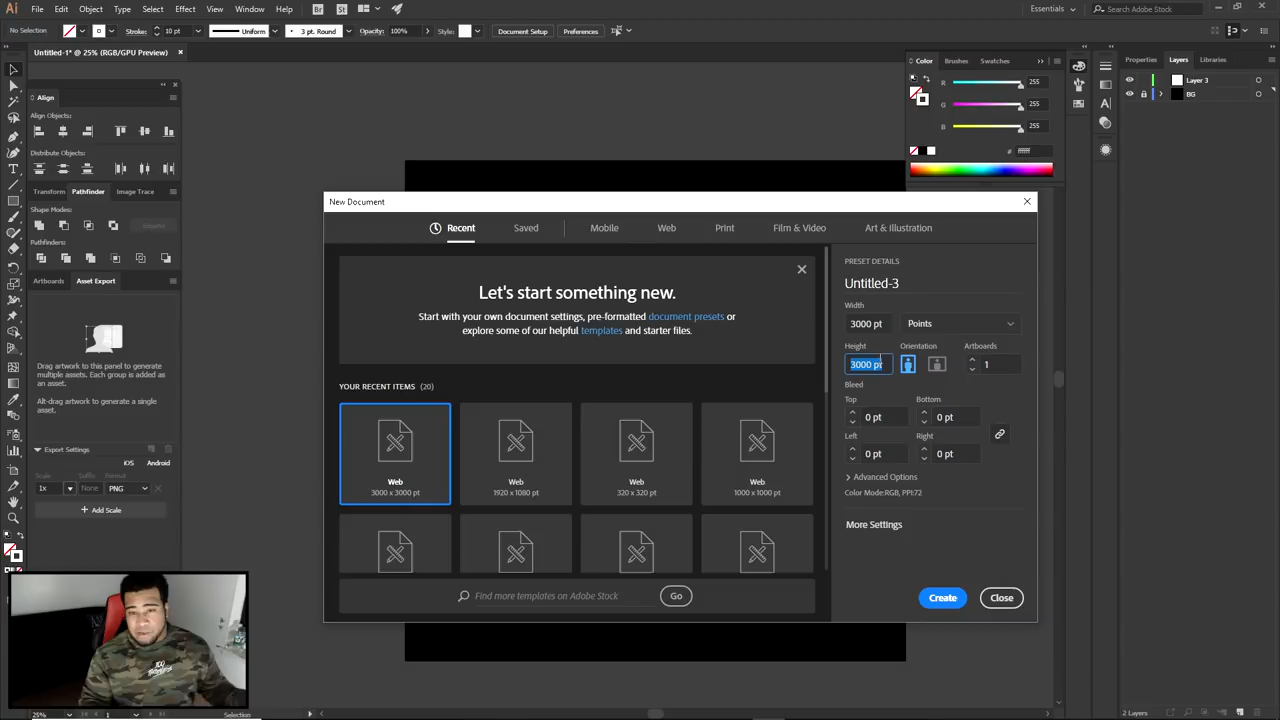 Ai File Edit Object Type Select Effect View Window Help Br St Essentials Search Adobe Stock
No Selection Stroke: 10 pt Uniform 3 pt. Round Opacity: 100% Style: Document Setup Preferences
Untitled-1* @ 25% (RGB/GPU Preview)
Color Brushes Swatches
Properties Layers Libraries
R 255
Layer 3
BG
G 255
B 255
#
Align
Align Objects:
Distribute Objects:
Transform Pathfinder Image Trace
Shape Modes:
Pathfinders:
Artboards Asset Export
Drag artwork to this panel to generate
multiple assets. Each group is added as
an asset.
Alt-drag artwork to generate a single
asset.
Export Settings
iOS Android
Scale Suffix Format
1x None PNG
+ Add Scale
New Document
Recent Saved Mobile Web Print Film & Video Art & Illustration
Let's start something new.
Start with your own document settings, pre-formatted document presets or
explore some of our helpful templates and starter files.
YOUR RECENT ITEMS (20)
Web
3000 x 3000 pt
Web
1920 x 1080 pt
Web
320 x 320 pt
Web
1000 x 1000 pt
Find more templates on Adobe Stock Go
PRESET DETAILS
Untitled-3
Width
3000 pt Points
Height Orientation Artboards
3000 pt 1
Bleed
Top Bottom
0 pt 0 pt
Left Right
0 pt 0 pt
Advanced Options
Color Mode:RGB, PPI:72
More Settings
Create Close
100
THIEVES
25% 1 Selection
2 Layers